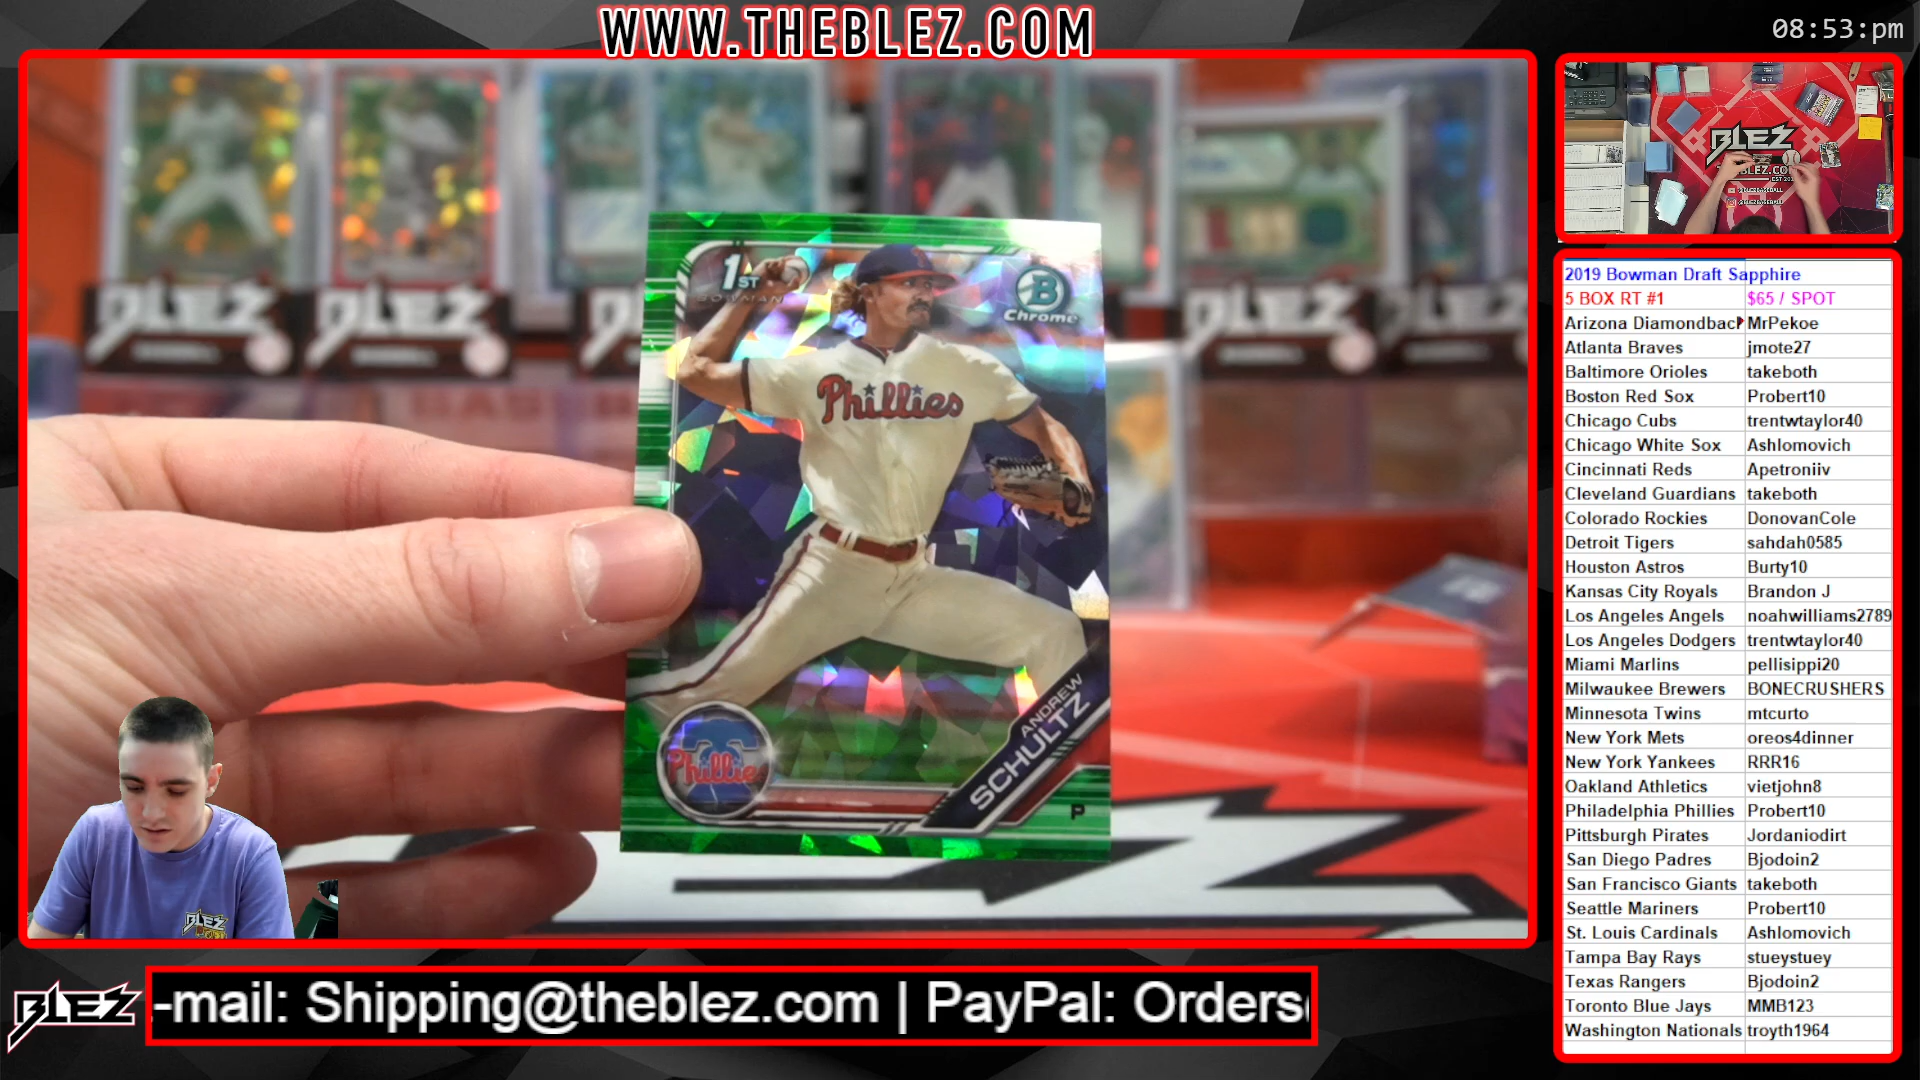 WWW.THEBLEZ.COM
08:53:pm
BLEZ
1ST
BOWMAN
B
Chrome
Phillies
ANDREW
SCHULTZ
Phillies
P
BLEZ
2019 Bowman Draft Sapphire
5 BOX RT #1 $65 / SPOT
Arizona Diamondback MrPekoe
Atlanta Braves jmote27
Baltimore Orioles takeboth
Boston Red Sox Probert10
Chicago Cubs trentwtaylor40
Chicago White Sox Ashlomovich
Cincinnati Reds Apetroniiv
Cleveland Guardians takeboth
Colorado Rockies DonovanCole
Detroit Tigers sahdah0585
Houston Astros Burty10
Kansas City Royals Brandon J
Los Angeles Angels noahwilliams2789
Los Angeles Dodgers trentwtaylor40
Miami Marlins pellisippi20
Milwaukee Brewers BONECRUSHERS
Minnesota Twins mtcurto
New York Mets oreos4dinner
New York Yankees RRR16
Oakland Athletics vietjohn8
Philadelphia Phillies Probert10
Pittsburgh Pirates Jordaniodirt
San Diego Padres Bjodoin2
San Francisco Giants takeboth
Seattle Mariners Probert10
St. Louis Cardinals Ashlomovich
Tampa Bay Rays stueystuey
Texas Rangers Bjodoin2
Toronto Blue Jays MMB123
Washington Nationals troyth1964
BLEZ
-mail: Shipping@theblez.com | PayPal: Orders